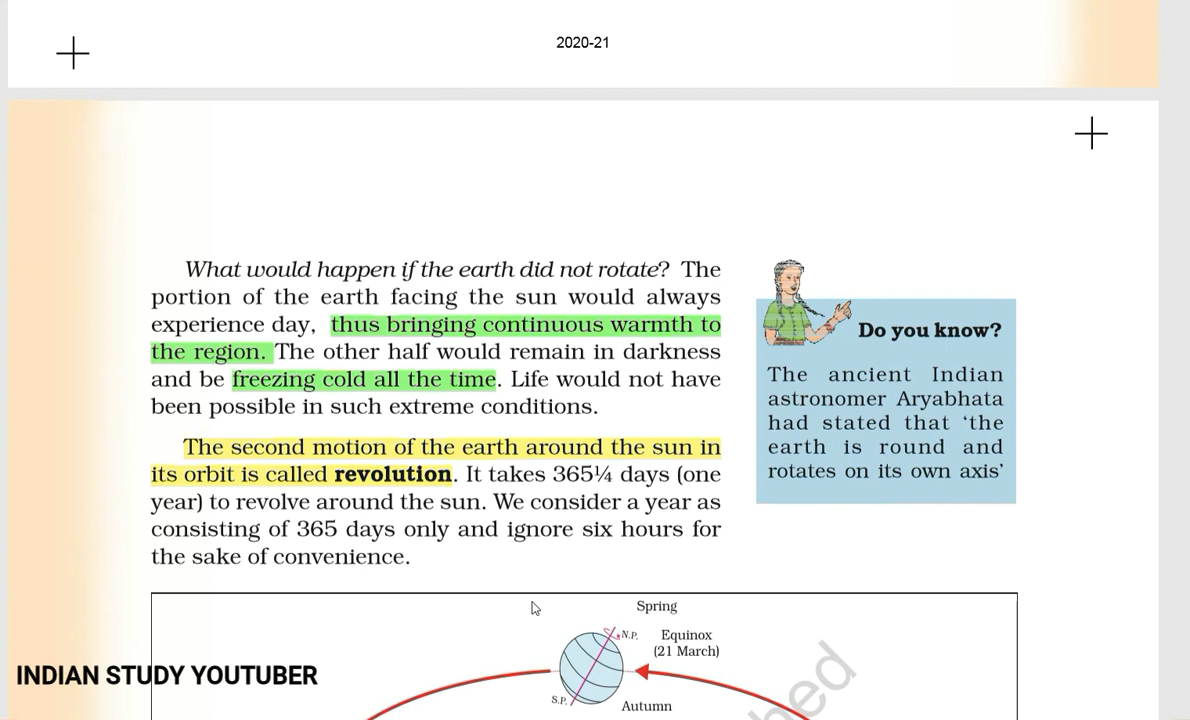 2020-21
What would happen if the earth did not rotate? The
portion of the earth facing the sun would always
experience day, thus bringing continuous warmth to
the region. The other half would remain in darkness
and be freezing cold all the time. Life would not have
been possible in such extreme conditions.
The second motion of the earth around the sun in
its orbit is called revolution. It takes 365¼ days (one
year) to revolve around the sun. We consider a year as
consisting of 365 days only and ignore six hours for
the sake of convenience.
Do you know?
The ancient Indian
astronomer Aryabhata
had stated that ‘the
earth is round and
rotates on its own axis’
Spring
N.P. Equinox
(21 March)
S.P.
Autumn
INDIAN STUDY YOUTUBER